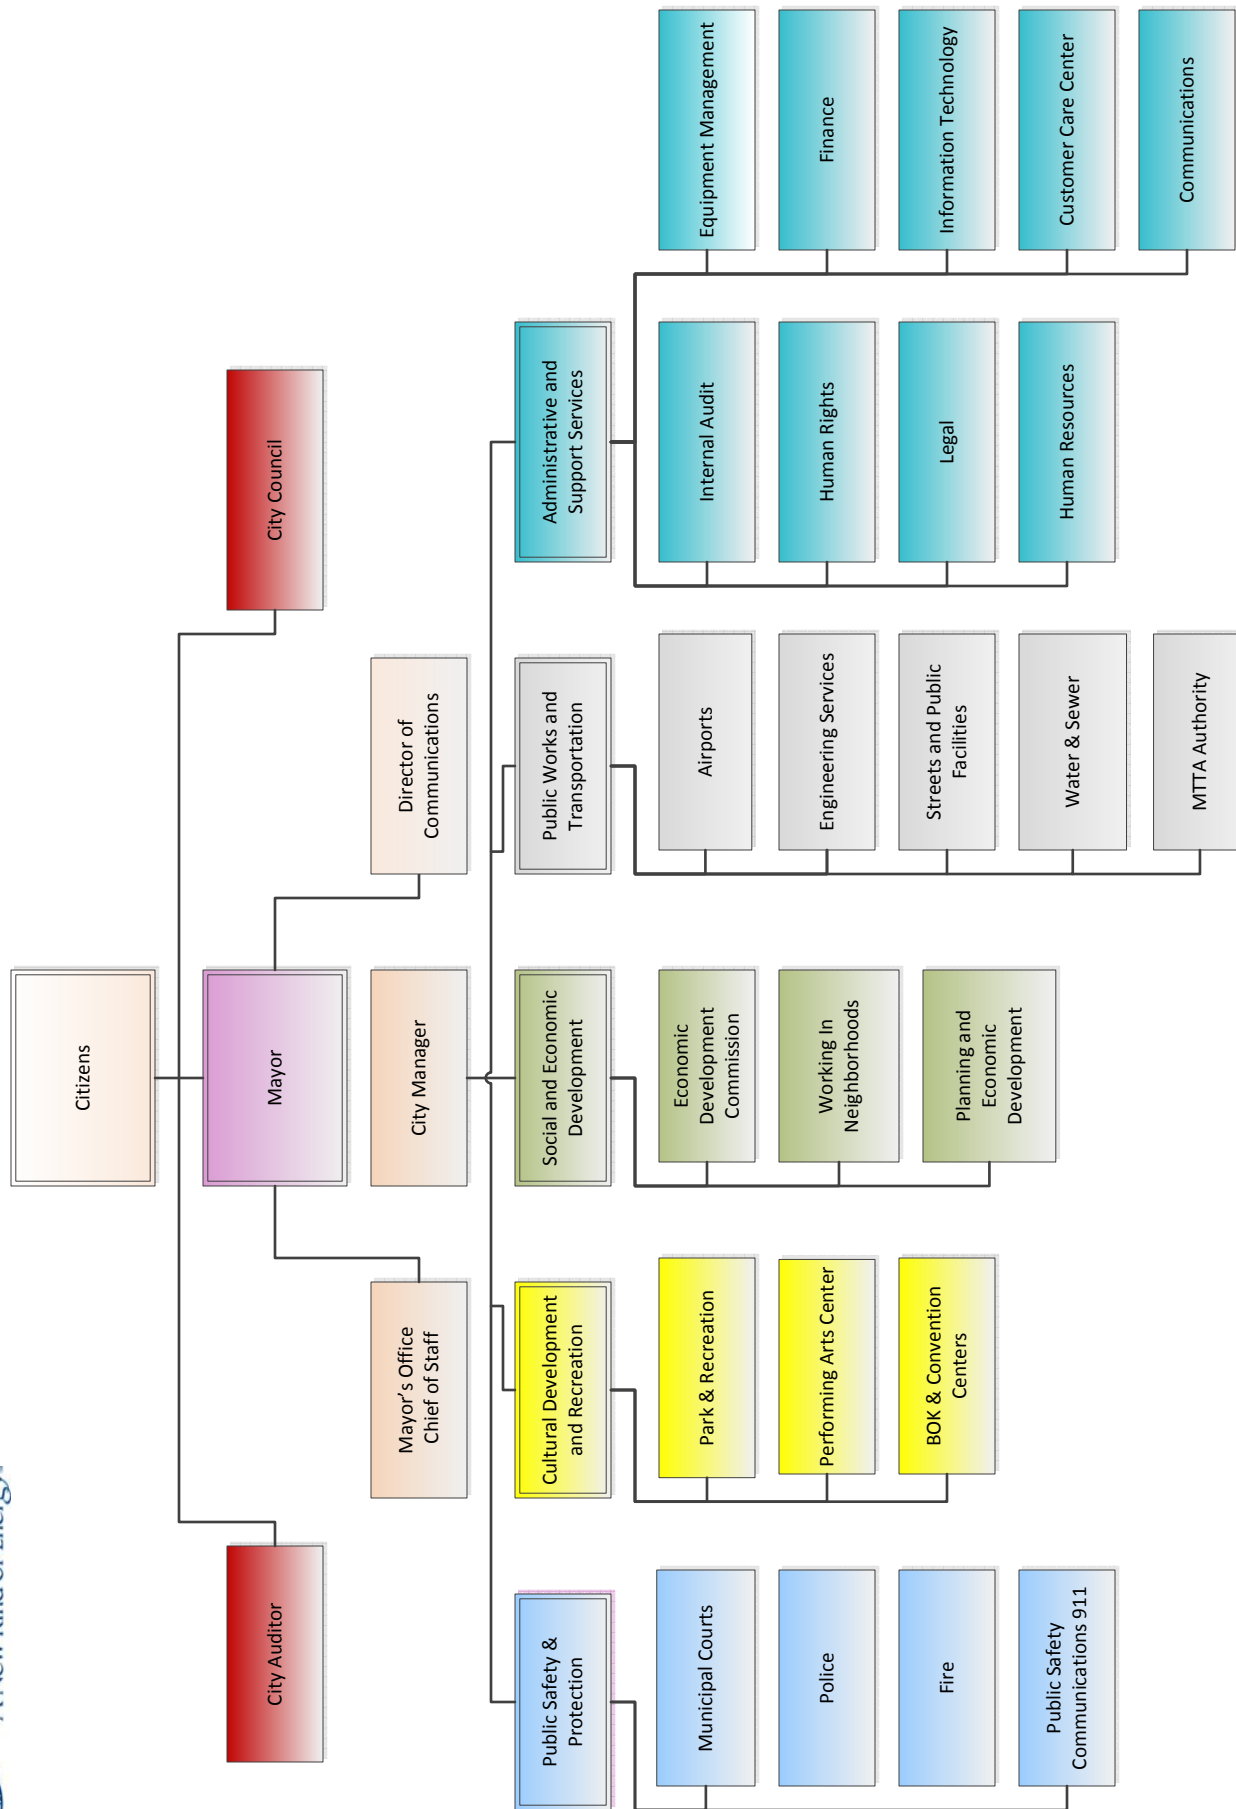 A New Kind of Energy
Citizens
City Auditor
Mayor
City Council
Mayor’s Office
Chief of Staff
City Manager
Director of
Communications
Public Safety &
Protection
Cultural Development
and Recreation
Social and Economic
Development
Public Works and
Transportation
Administrative and
Support Services
Municipal Courts
Police
Fire
Public Safety
Communications 911
Park & Recreation
Performing Arts Center
BOK & Convention
Centers
Economic
Development
Commission
Working In
Neighborhoods
Planning and
Economic
Development
Airports
Engineering Services
Streets and Public
Facilities
Water & Sewer
MTTA Authority
Internal Audit
Human Rights
Legal
Human Resources
Equipment Management
Finance
Information Technology
Customer Care Center
Communications